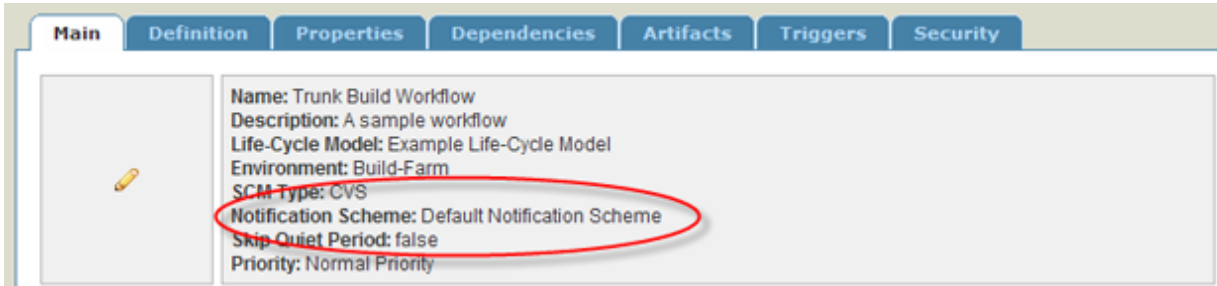 Main Definition Properties Dependencies Artifacts Triggers Security
Name: Trunk Build Workflow
Description: A sample workflow
Life-Cycle Model: Example Life-Cycle Model
Environment: Build-Farm
SCM Type: CVS
Notification Scheme: Default Notification Scheme
Skip Quiet Period: false
Priority: Normal Priority